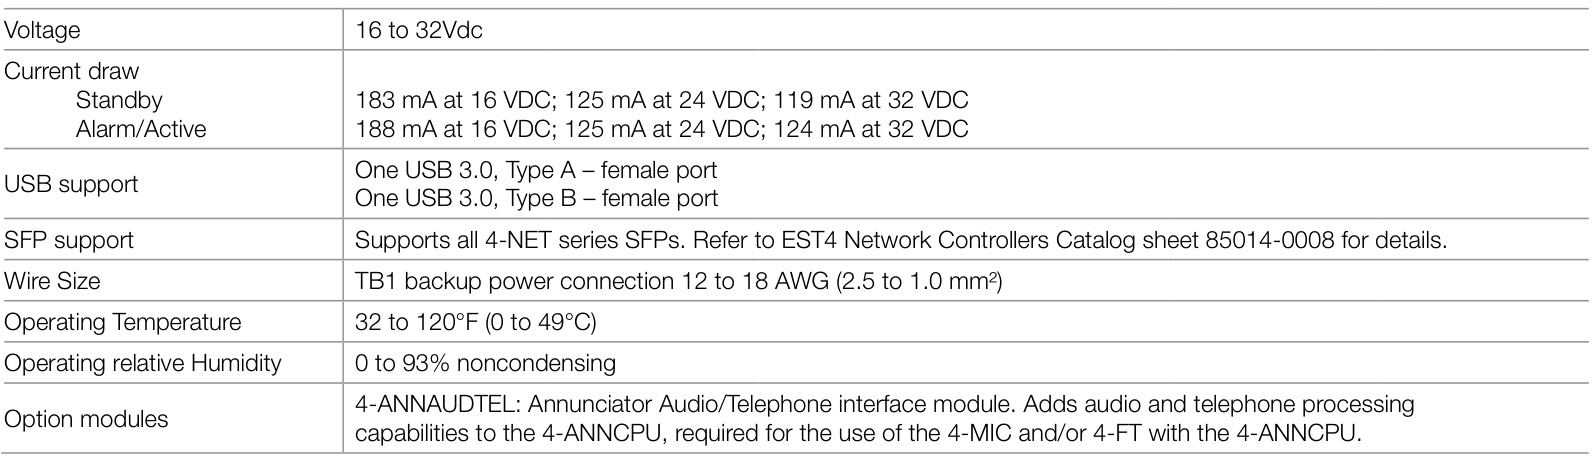 Voltage 16 to 32Vdc
Current draw
Standby 183 mA at 16 VDC; 125 mA at 24 VDC; 119 mA at 32 VDC
Alarm/Active 188 mA at 16 VDC; 125 mA at 24 VDC; 124 mA at 32 VDC
USB support One USB 3.0, Type A – female port
One USB 3.0, Type B – female port
SFP support Supports all 4-NET series SFPs. Refer to EST4 Network Controllers Catalog sheet 85014-0008 for details.
Wire Size TB1 backup power connection 12 to 18 AWG (2.5 to 1.0 mm²)
Operating Temperature 32 to 120°F (0 to 49°C)
Operating relative Humidity 0 to 93% noncondensing
Option modules 4-ANNAUDTEL: Annunciator Audio/Telephone interface module. Adds audio and telephone processing
capabilities to the 4-ANNCPU, required for the use of the 4-MIC and/or 4-FT with the 4-ANNCPU.